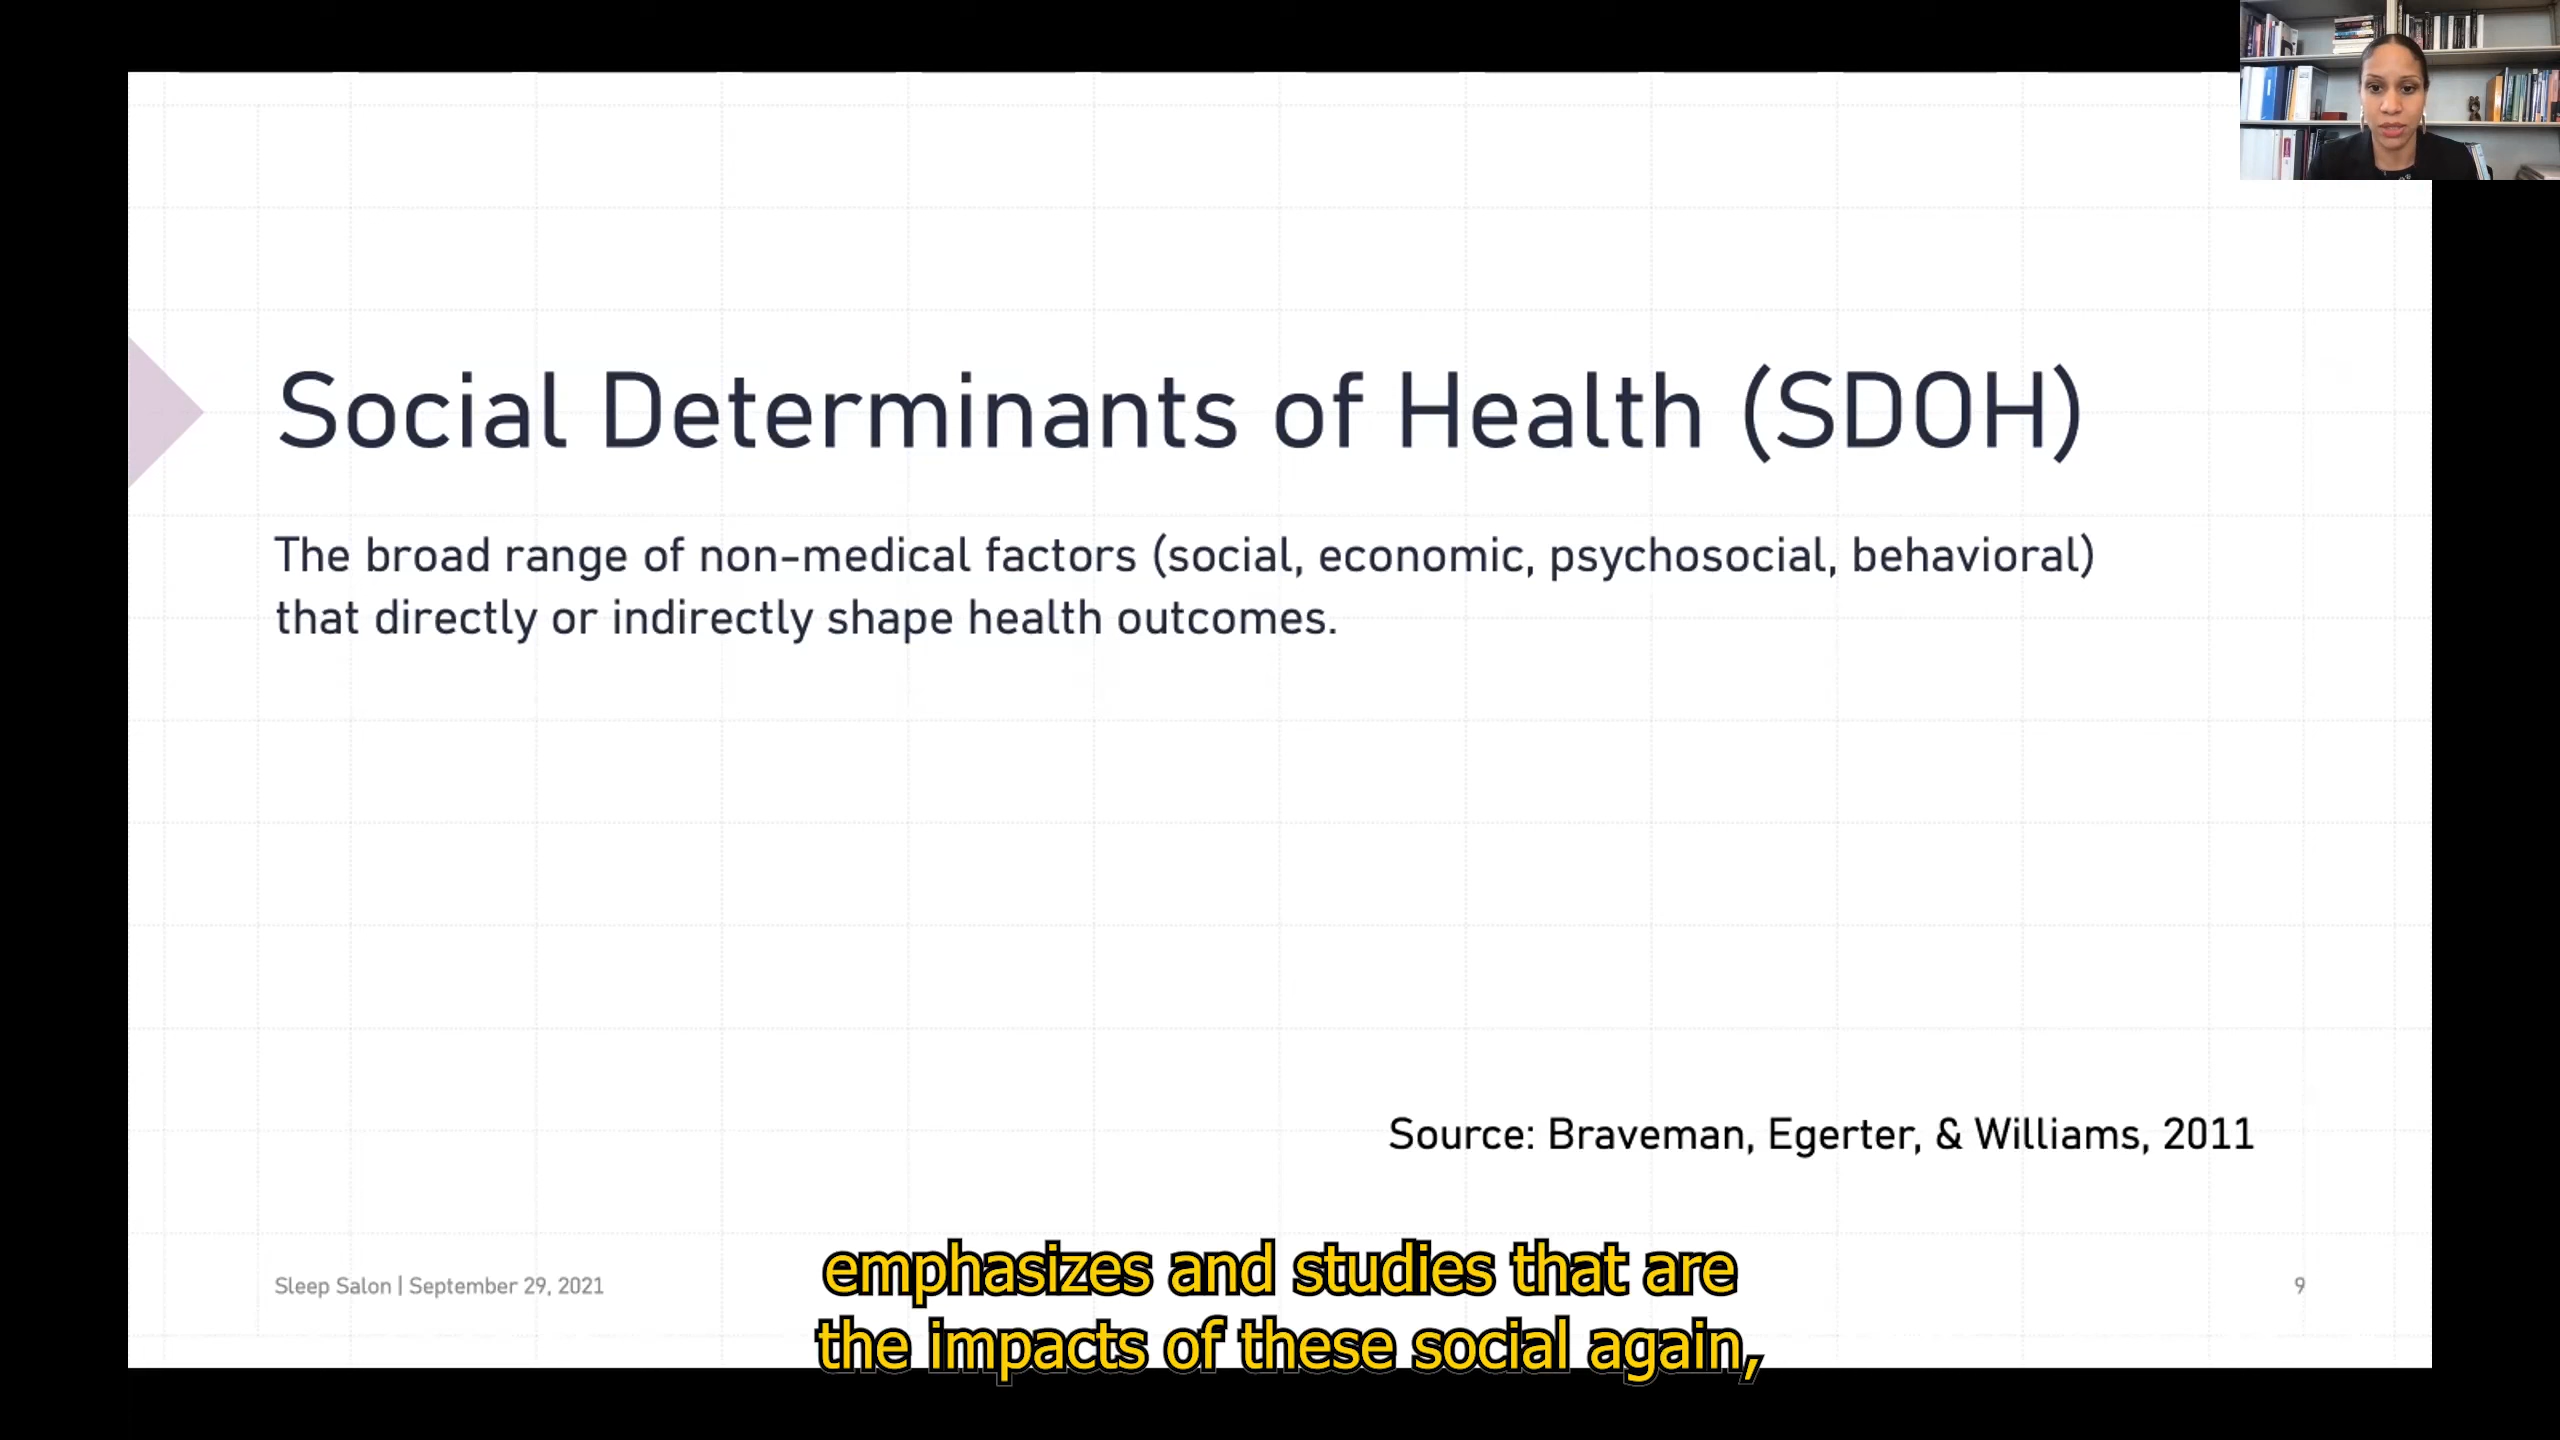 Social Determinants of Health (SDOH)
The broad range of non-medical factors (social, economic, psychosocial, behavioral)
that directly or indirectly shape health outcomes.
Source: Braveman, Egerter, & Williams, 2011
Sleep Salon | September 29, 2021
9
emphasizes and studies that are
the impacts of these social again,